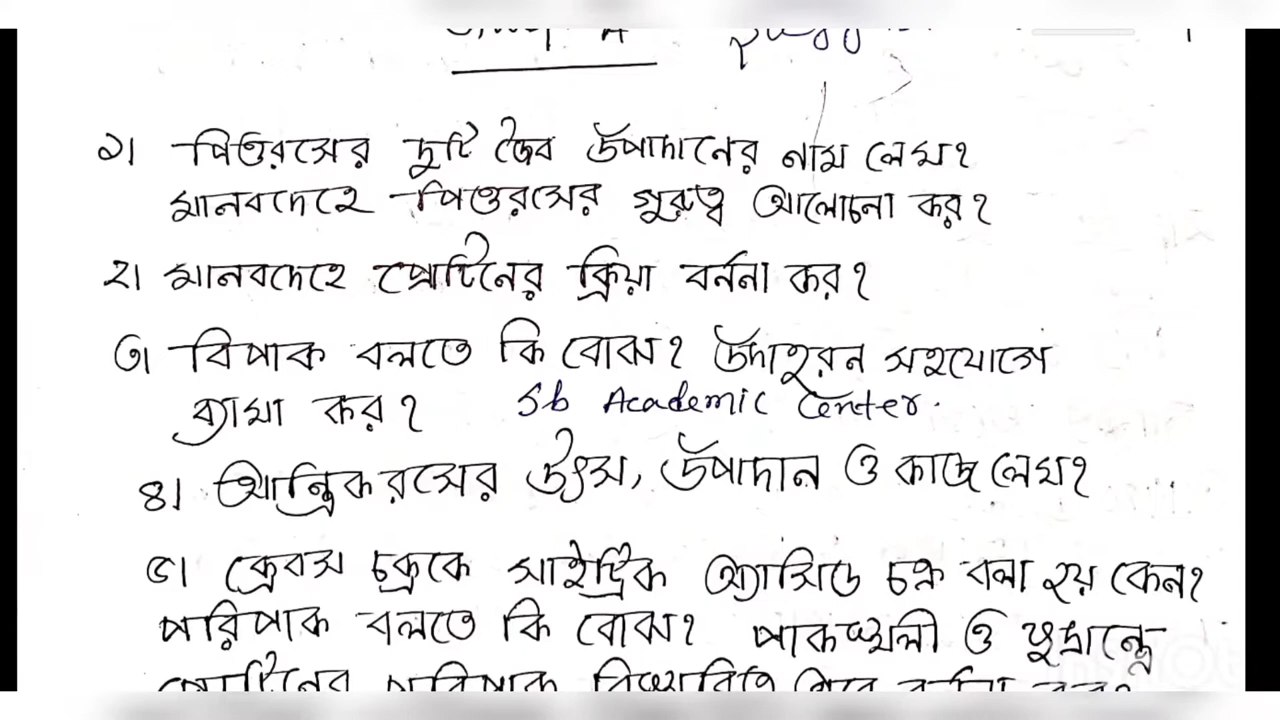 ১। পিত্তরসের দুটি জৈব উপাদানের নাম লেখ?
মানবদেহে পিত্তরসের গুরুত্ব আলোচনা কর?
২। মানবদেহে প্রোটিনের ক্রিয়া বর্ননা কর?
৩। বিপাক বলতে কি বোঝ? উদাহরন সহযোগে
ব্যাখা কর? Sb Academic Center.
৪। আন্ত্রিক রসের উৎস, উপাদান ও কাজ লেখ?
৫। ক্রেবস চক্রকে সাইট্রিক অ্যাসিড চক্র বলা হয় কেন?
পরিপাক বলতে কি বোঝ? পাকস্থলী ও ক্ষুদ্রান্ত্রে
প্রোটিনের পরিপাক